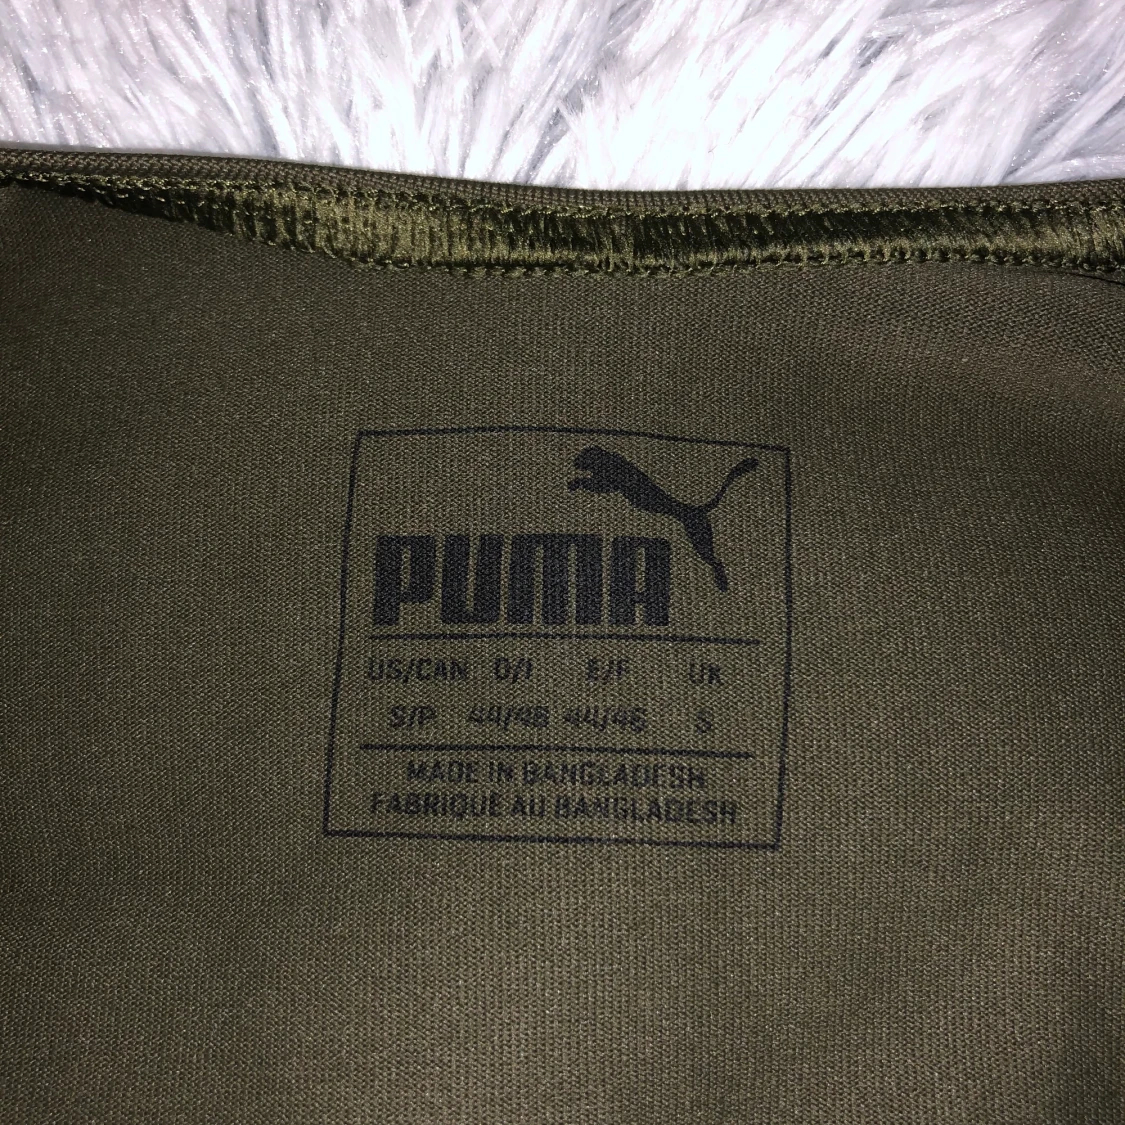 PUMA
US/CAN D/I E/F UK
S/P 44/46 44/46 S
MADE IN BANGLADESH
FABRIQUE AU BANGLADESH